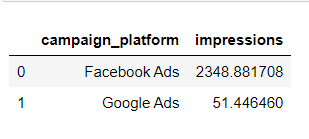 campaign_platform impressions
0 Facebook Ads 2348.881708
1 Google Ads 51.446460